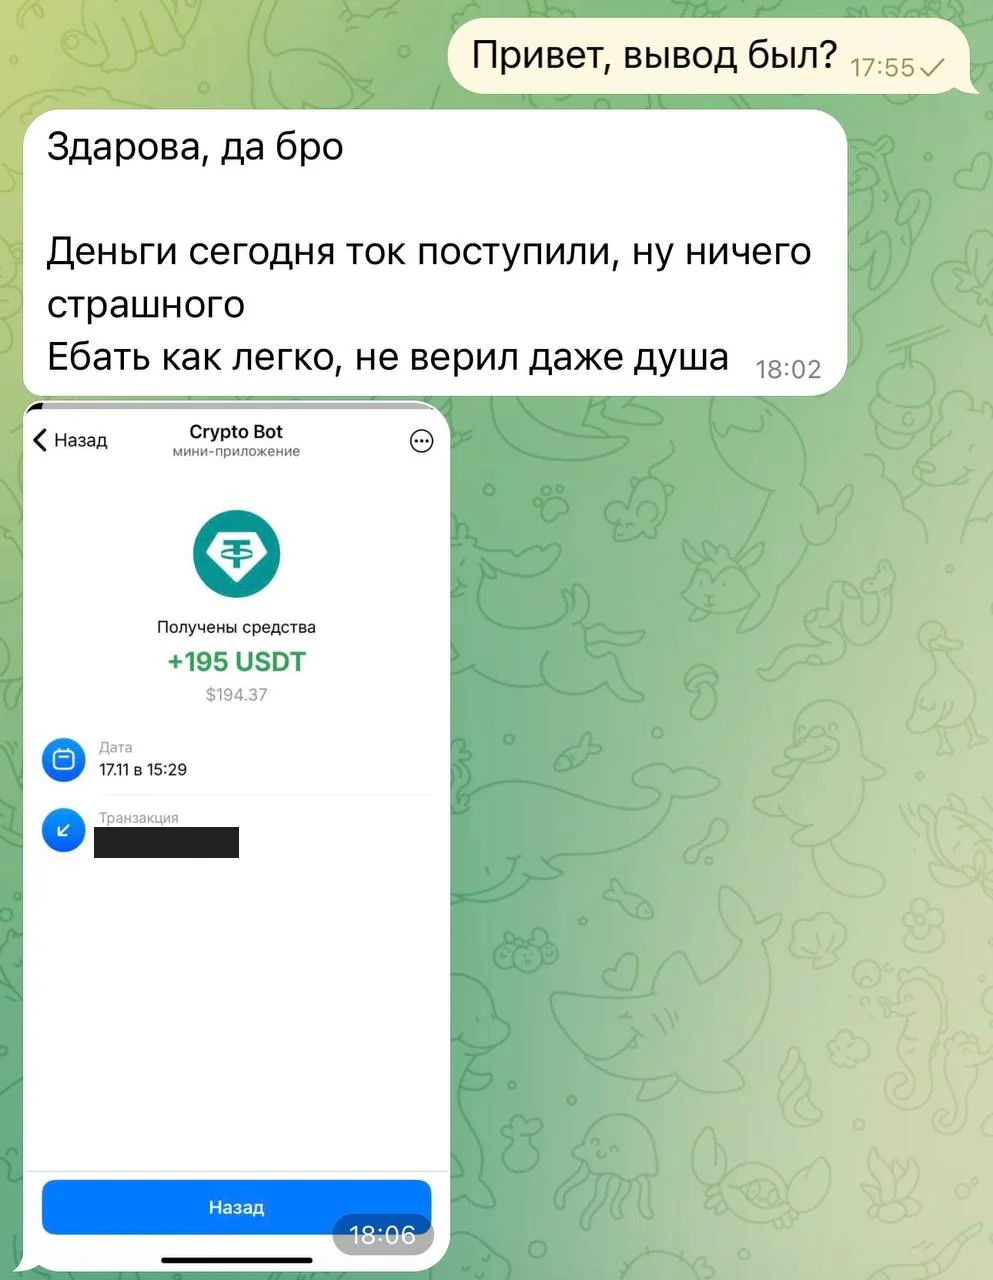 Привет, вывод был? 17:55
Здарова, да бро
Деньги сегодня ток поступили, ну ничего
страшного
Ебать как легко, не верил даже душа 18:02
Назад
Crypto Bot
мини-приложение
Получены средства
+195 USDT
$194.37
Дата
17.11 в 15:29
Транзакция
Назад
18:06